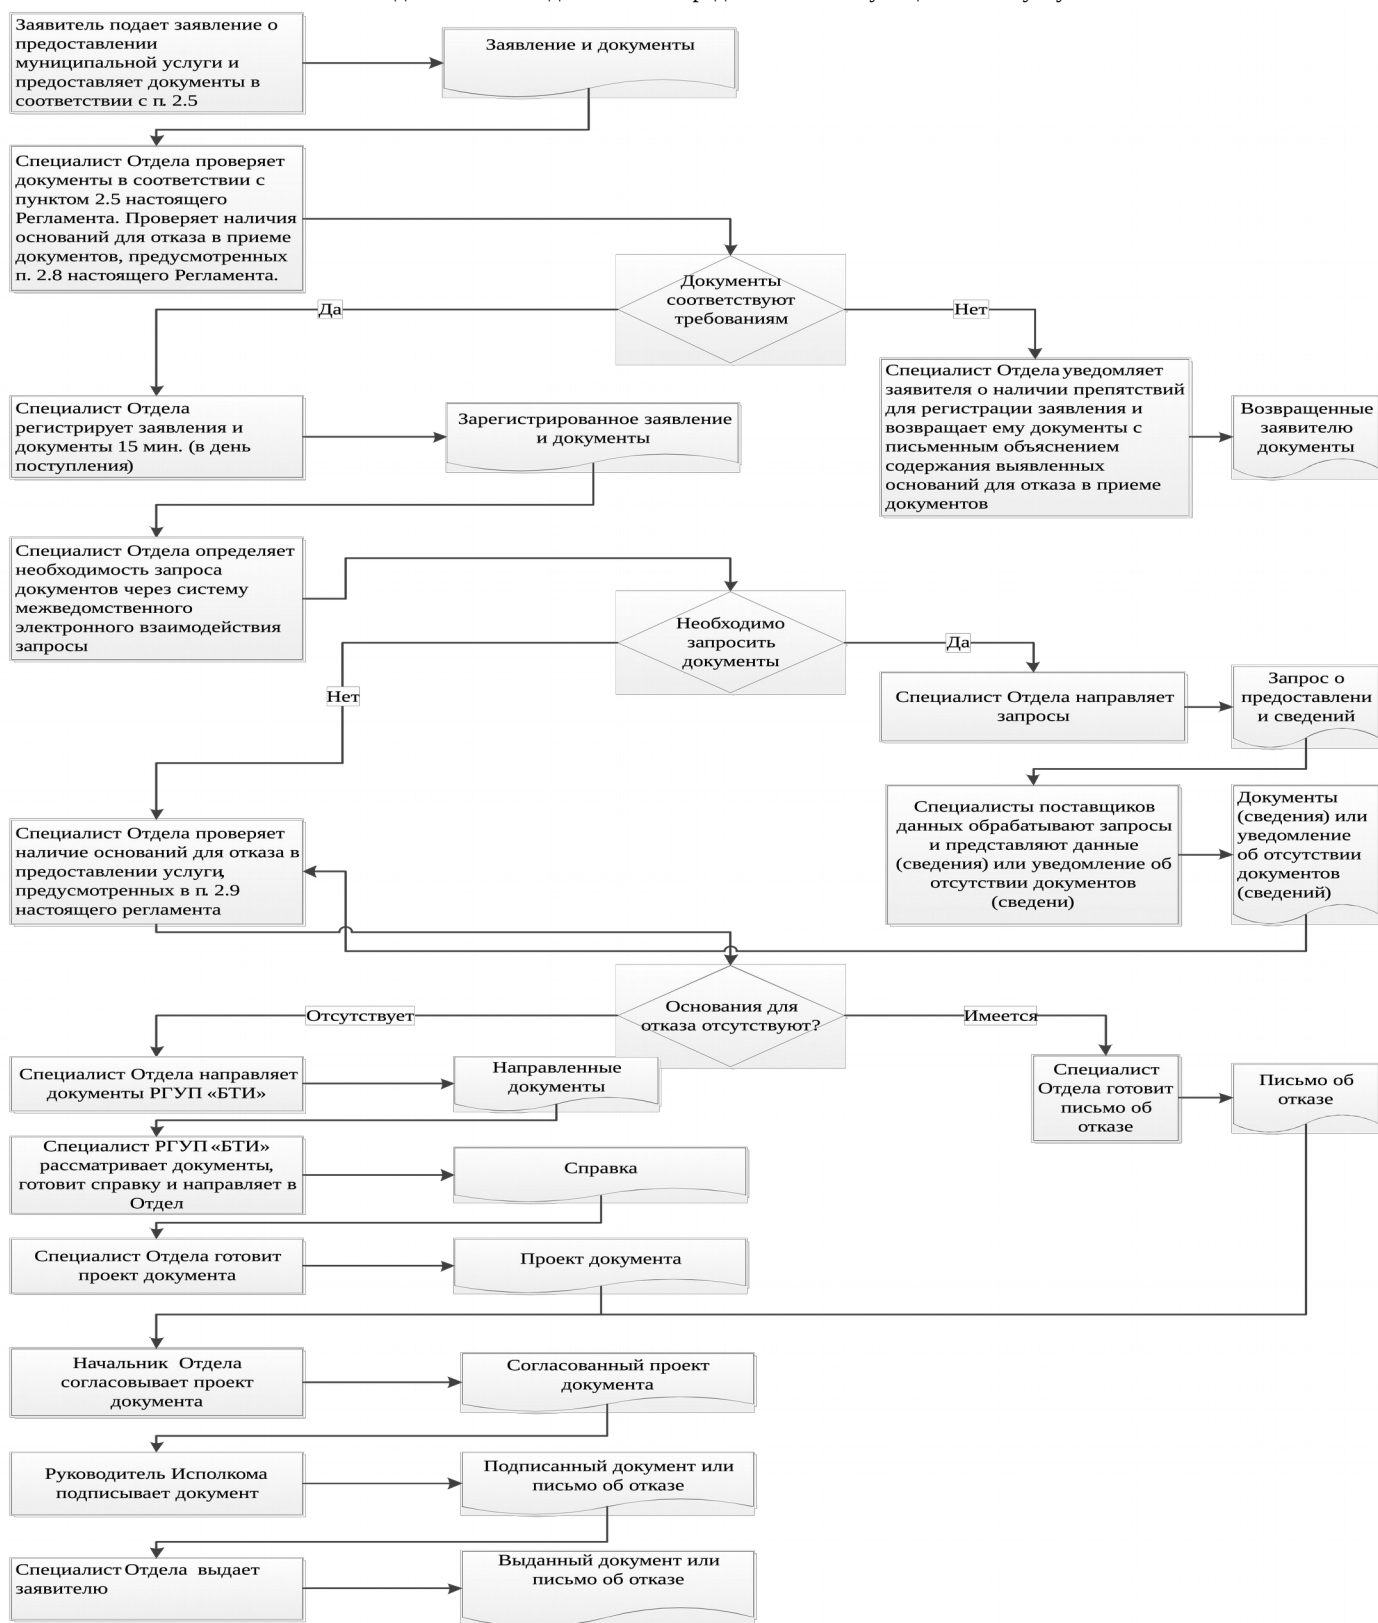 Заявитель подает заявление о
предоставлении
муниципальной услуги и
предоставляет документы в
соответствии с п. 2.5
Заявление и документы
Специалист Отдела проверяет
документы в соответствии с
пунктом 2.5 настоящего
Регламента. Проверяет наличия
оснований для отказа в приеме
документов, предусмотренных
п. 2.8 настоящего Регламента.
Документы
соответствуют
требованиям
Да
Нет
Специалист Отдела уведомляет
заявителя о наличии препятствий
для регистрации заявления и
возвращает ему документы с
письменным объяснением
содержания выявленных
оснований для отказа в приеме
документов
Возвращенные
заявителю
документы
Специалист Отдела
регистрирует заявления и
документы 15 мин. (в день
поступления)
Зарегистрированное заявление
и документы
Специалист Отдела определяет
необходимость запроса
документов через систему
межведомственного
электронного взаимодействия
запросы
Необходимо
запросить
документы
Да
Нет
Специалист Отдела направляет
запросы
Запрос о
предоставлени
и сведений
Специалисты поставщиков
данных обрабатывают запросы
и представляют данные
(сведения) или уведомление об
отсутствии документов
(сведени)
Документы
(сведения) или
уведомление
об отсутствии
документов
(сведений)
Специалист Отдела проверяет
наличие оснований для отказа в
предоставлении услуги,
предусмотренных в п. 2.9
настоящего регламента
Основания для
отказа отсутствуют?
Отсутствует
Имеется
Специалист Отдела направляет
документы РГУП «БТИ»
Направленные
документы
Специалист
Отдела готовит
письмо об
отказе
Письмо об
отказе
Специалист РГУП «БТИ»
рассматривает документы,
готовит справку и направляет в
Отдел
Справка
Специалист Отдела готовит
проект документа
Проект документа
Начальник Отдела
согласовывает проект
документа
Согласованный проект
документа
Руководитель Исполкома
подписывает документ
Подписанный документ или
письмо об отказе
Специалист Отдела выдает
заявителю
Выданный документ или
письмо об отказе